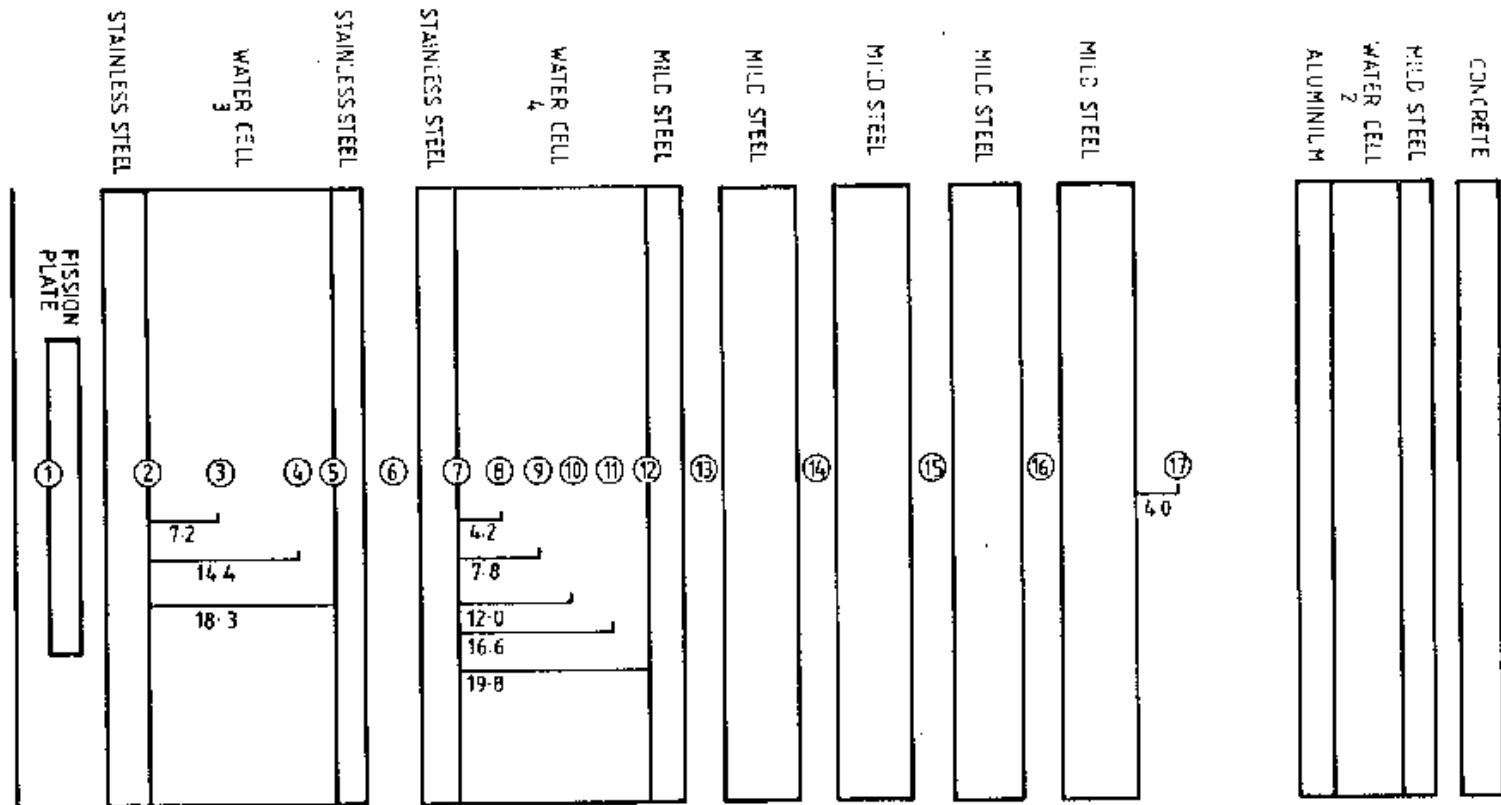 STAINLESS STEEL
WATER CELL
3
STAINLESS STEEL
STAINLESS STEEL
WATER CELL
4
MILD STEEL
MILD STEEL
MILD STEEL
MILD STEEL
MILD STEEL
ALUMINIUM
WATER CELL
2
MILD STEEL
CONCRETE
FISSION
PLATE
1
2
3
4
5
6
7
8
9
10
11
12
13
14
15
16
17
7·2
14·4
18·3
4·2
7·8
12·0
16·6
19·8
4·0